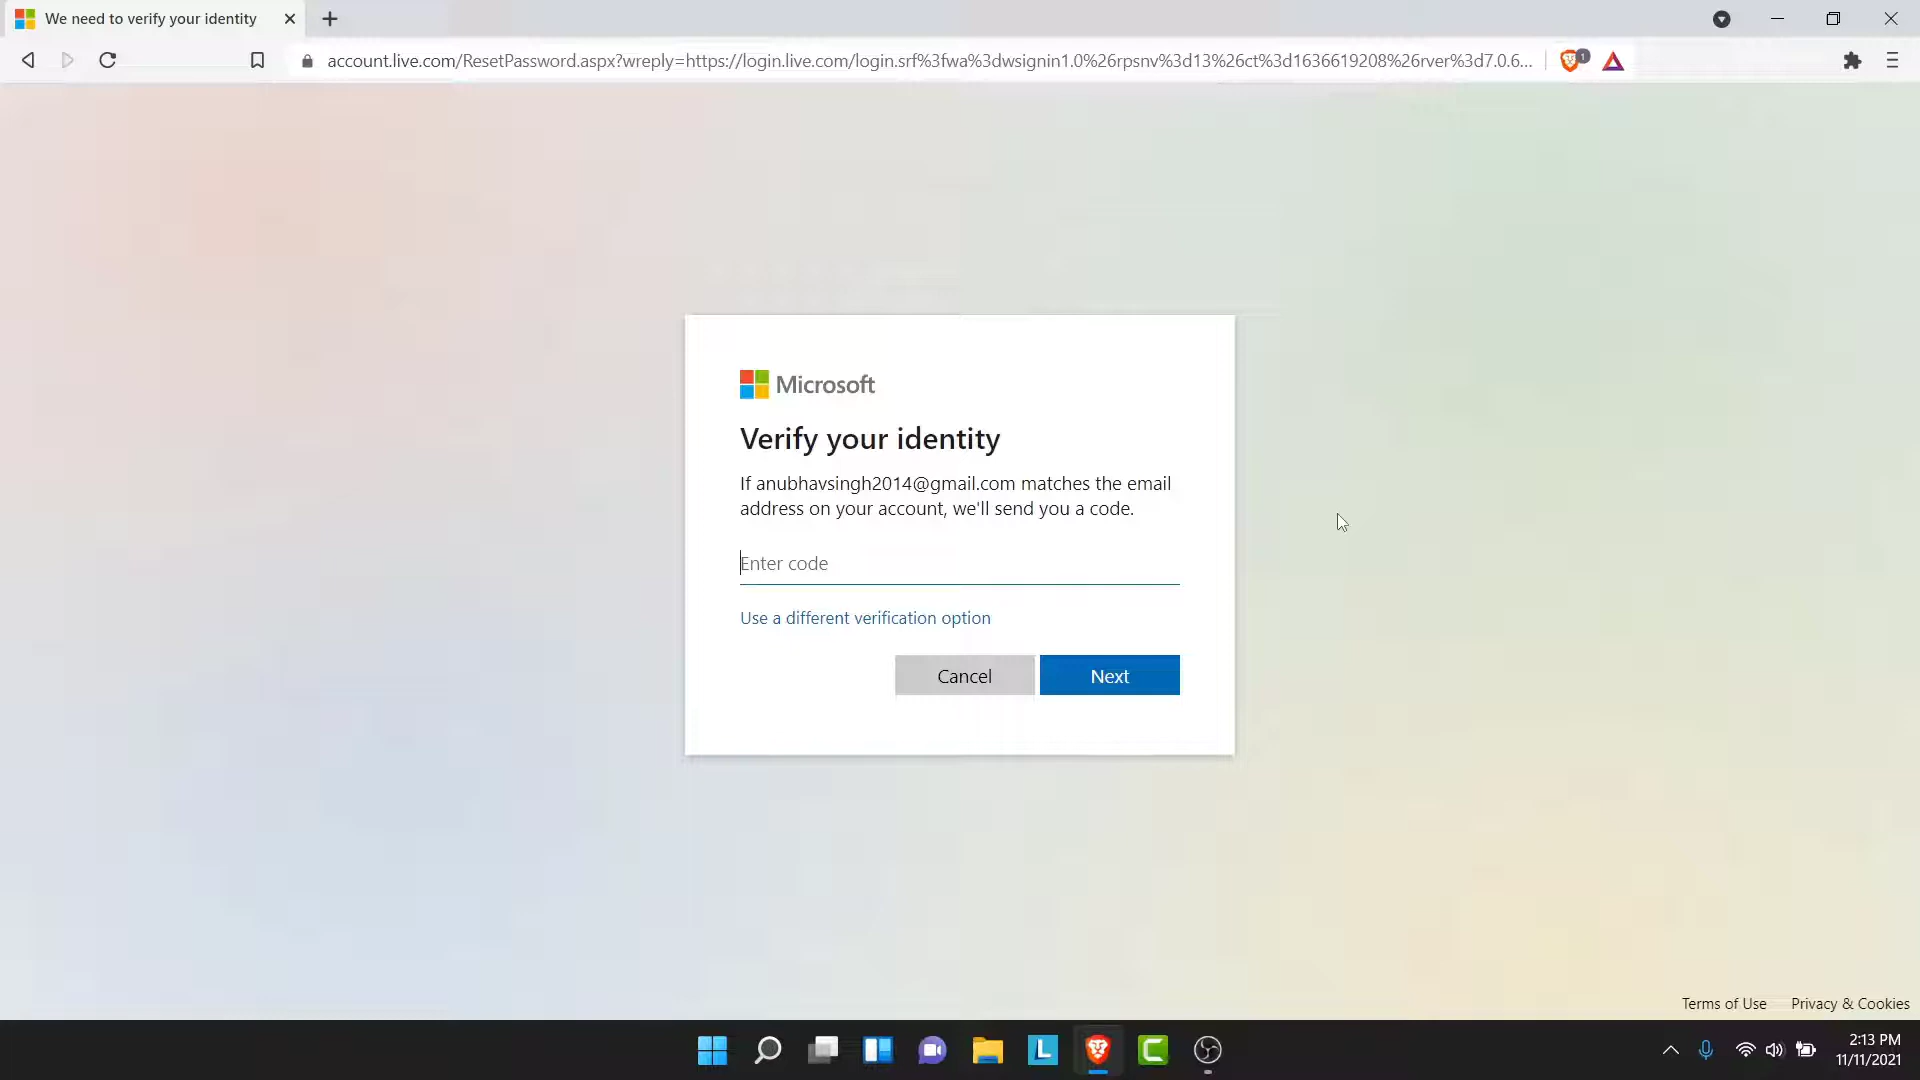 We need to verify your identity
account.live.com/ResetPassword.aspx?wreply=https://login.live.com/login.srf%3fwa%3dwsignin1.0%26rpsnv%3d13%26ct%3d1636619208%26rver%3d7.0.6...
1
Microsoft
Verify your identity
If anubhavsingh2014@gmail.com matches the email
address on your account, we'll send you a code.
Enter code
Use a different verification option
Cancel
Next
Terms of Use
Privacy & Cookies
L
2:13 PM
11/11/2021